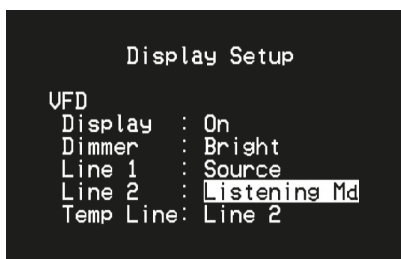 Display Setup
VFD
Display : On
Dimmer : Bright
Line 1 : Source
Line 2 : Listening Md
Temp Line: Line 2